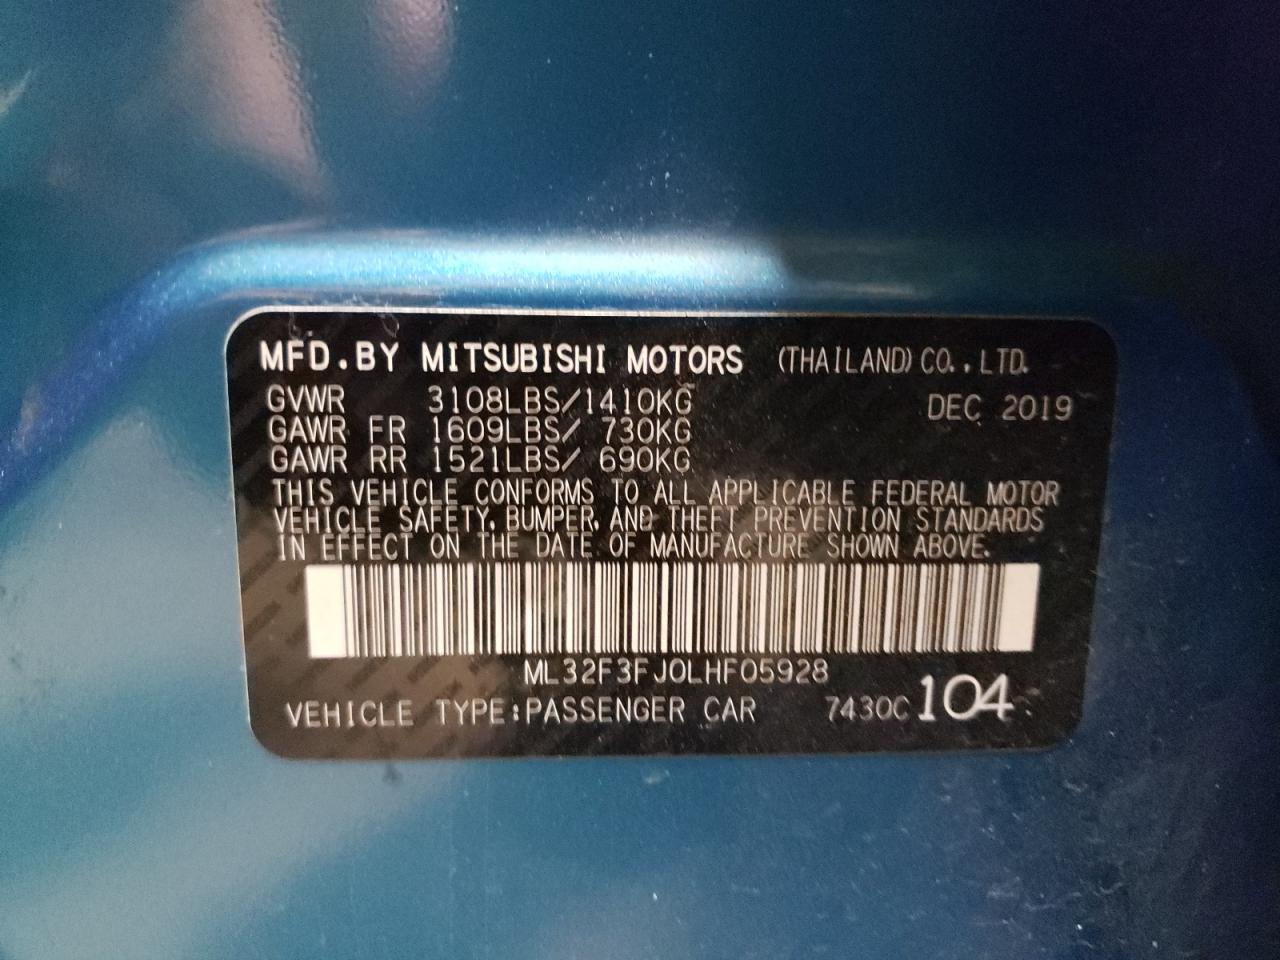 MFD.BY MITSUBISHI MOTORS (THAILAND) CO.,LTD.
GVWR 3108LBS/1410KG DEC 2019
GAWR FR 1609LBS/ 730KG
GAWR RR 1521LBS/ 690KG
THIS VEHICLE CONFORMS TO ALL APPLICABLE FEDERAL MOTOR
VEHICLE SAFETY, BUMPER, AND THEFT PREVENTION STANDARDS
IN EFFECT ON THE DATE OF MANUFACTURE SHOWN ABOVE.
ML32F3FJ0LHF05928
VEHICLE TYPE:PASSENGER CAR 7430C 104